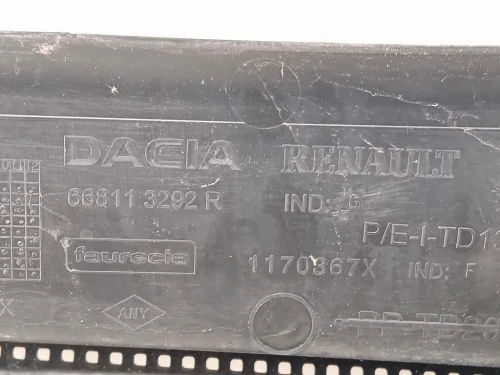 DACIA RENAULT
66811 3292 R IND: G
P/E-I-TD1
faurecia 1170367X IND: F
ANY